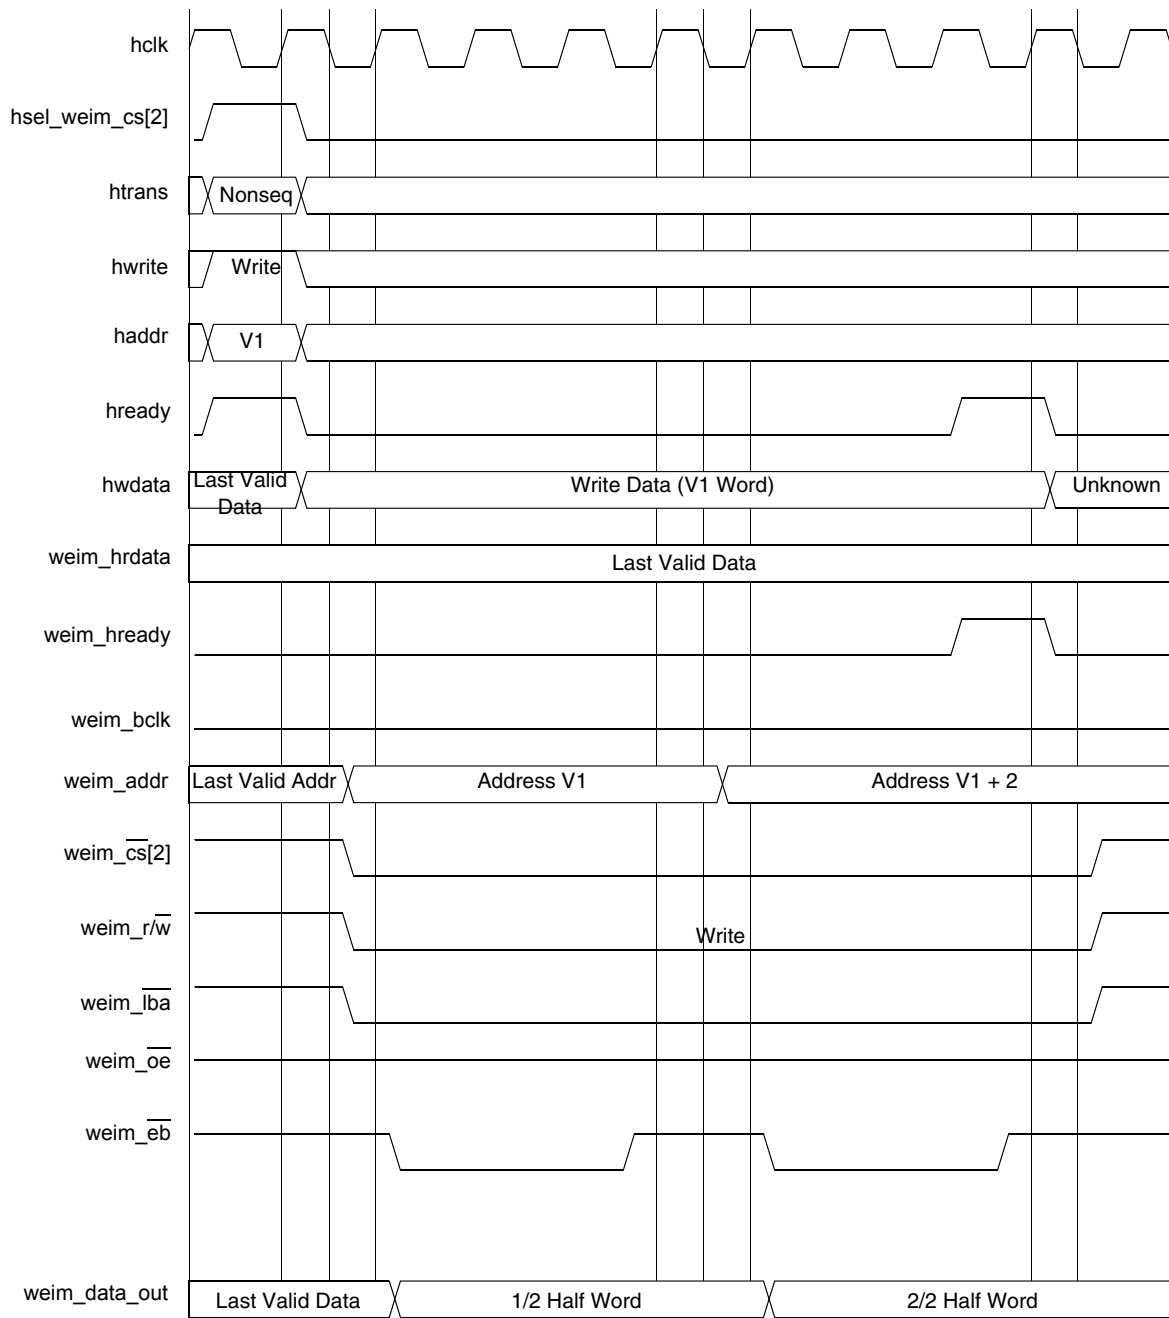 hclk
hsel_weim_cs[2]
htrans
Nonseq
hwrite
Write
haddr
V1
hready
hwdata
Last Valid
Data
Write Data (V1 Word)
Unknown
weim_hrdata
Last Valid Data
weim_hready
weim_bclk
weim_addr
Last Valid Addr
Address V1
Address V1 + 2
weim_cs[2]
weim_r/w
Write
weim_lba
weim_oe
weim_eb
weim_data_out
Last Valid Data
1/2 Half Word
2/2 Half Word